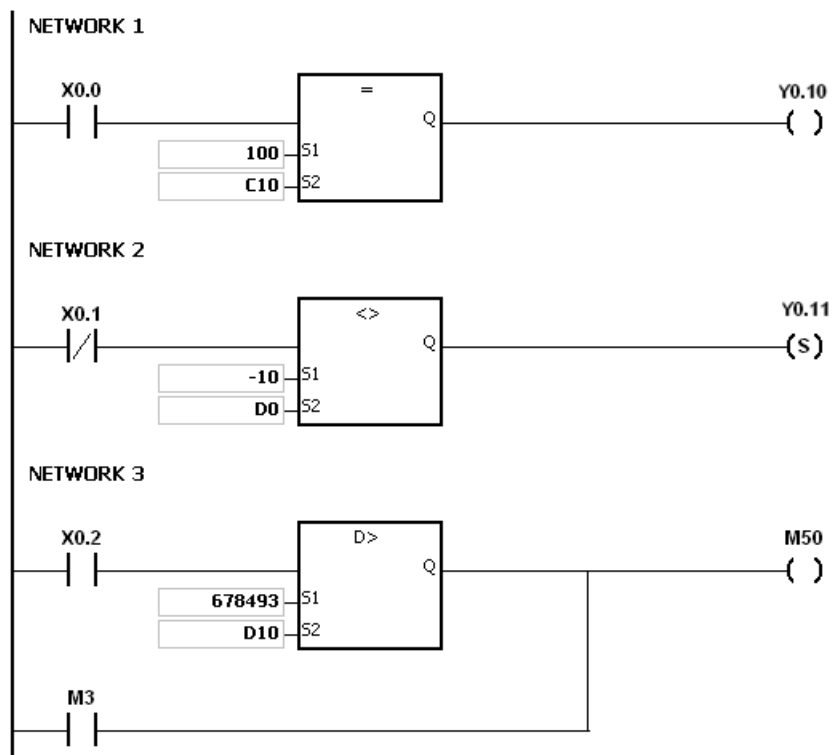 NETWORK 1
X0.0
=
Y0.10
Q
( )
100 S1
C10 S2
NETWORK 2
X0.1
<>
Y0.11
Q
(S)
-10 S1
D0 S2
NETWORK 3
X0.2
D>
M50
Q
( )
678493 S1
D10 S2
M3